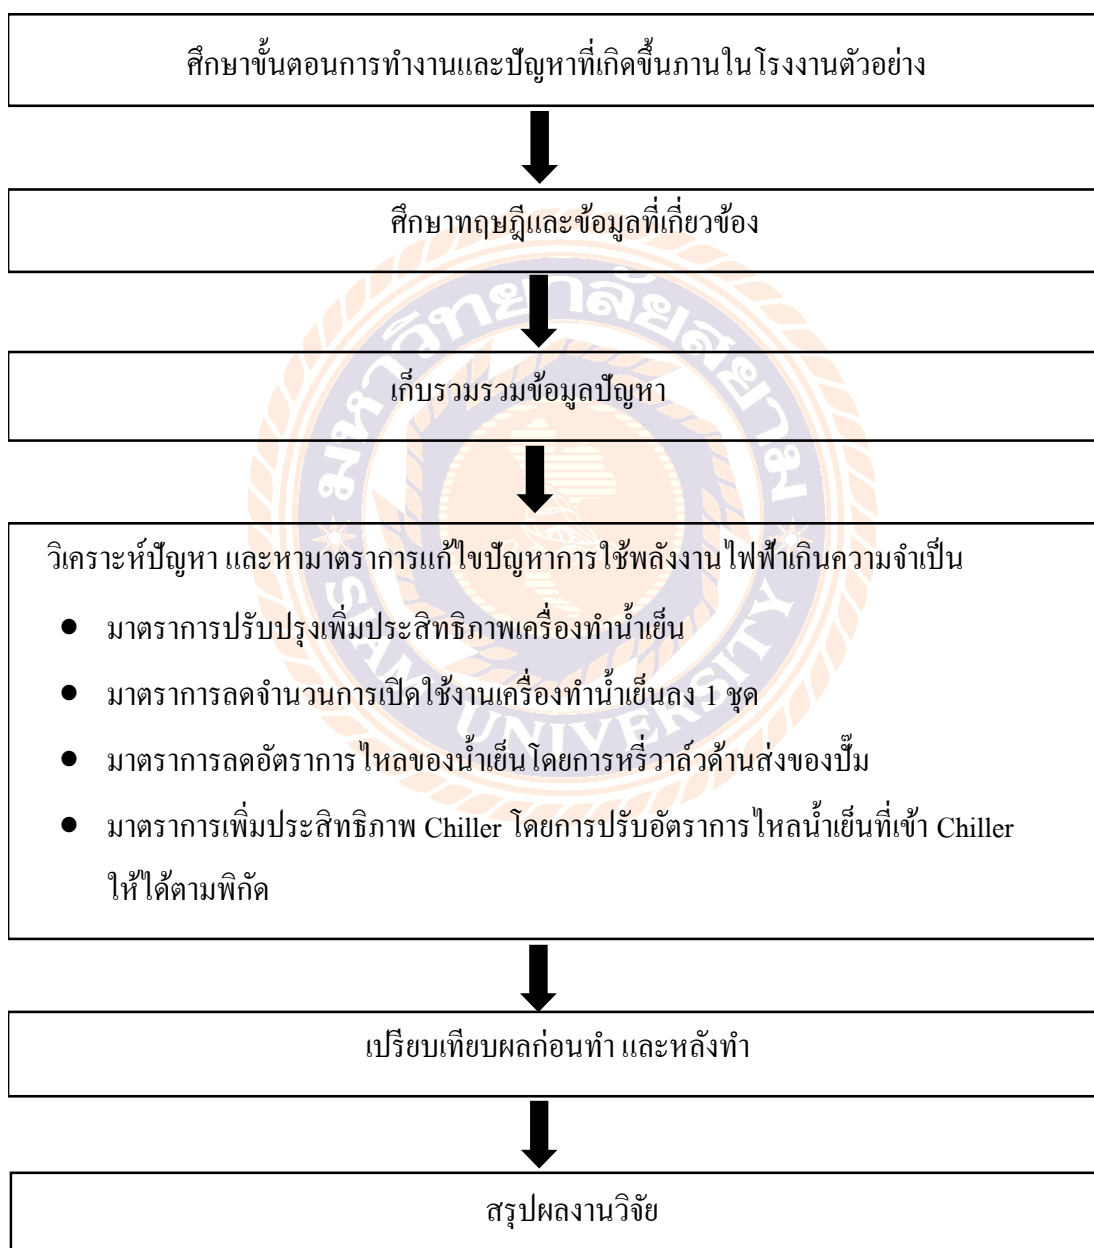 ศึกษาขั้นตอนการทำงานและปัญหาที่เกิดขึ้นภานในโรงงานตัวอย่าง
ศึกษาทฤษฎีและข้อมูลที่เกี่ยวข้อง
เก็บรวมรวมข้อมูลปัญหา
วิเคราะห์ปัญหา และหามาตราการแก้ไขปัญหาการใช้พลังงานไฟฟ้าเกินความจำเป็น
● มาตราการปรับปรุงเพิ่มประสิทธิภาพเครื่องทำน้ำเย็น
● มาตราการลดจำนวนการเปิดใช้งานเครื่องทำน้ำเย็นลง 1 ชุด
● มาตราการลดอัตราการไหลของน้ำเย็นโดยการหรี่วาล์วด้านส่งของปั๊ม
● มาตราการเพิ่มประสิทธิภาพ Chiller โดยการปรับอัตราการไหลน้ำเย็นที่เข้า Chiller
ให้ได้ตามพิกัด
เปรียบเทียบผลก่อนทำ และหลังทำ
สรุปผลงานวิจัย
มหาวิทยาลัยสยาม
SIAM UNIVERSITY